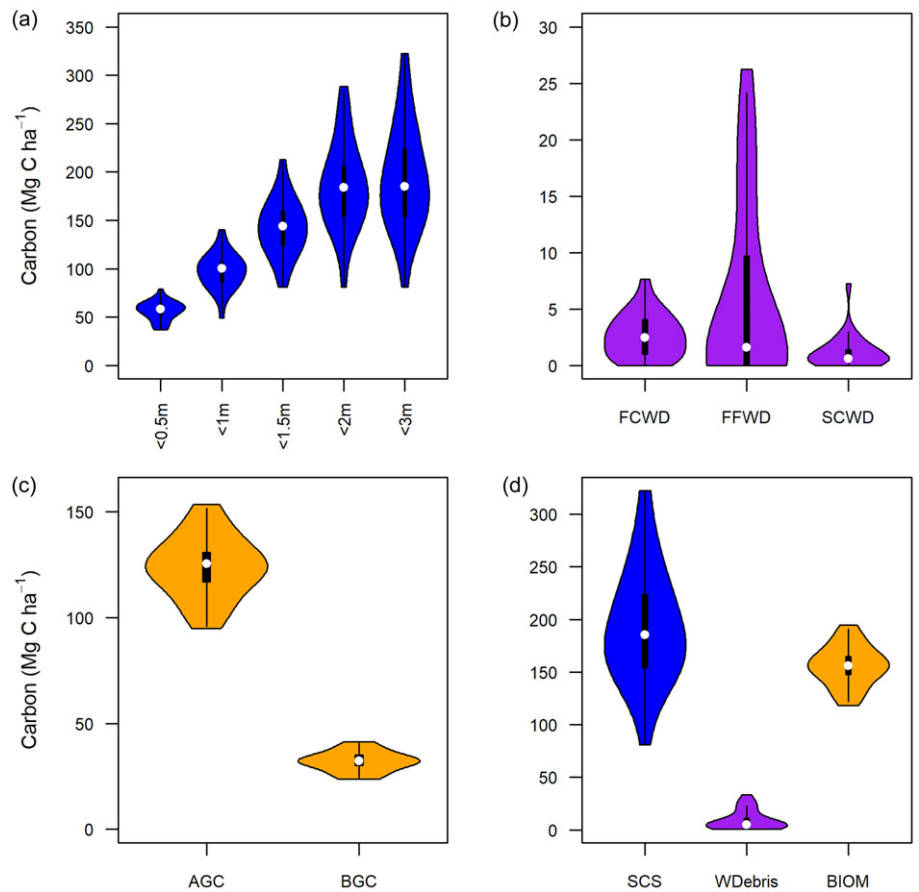 (a)
350
300
250
200
150
100
50
0
Carbon (Mg C ha⁻¹)
<0.5m
<1m
<1.5m
<2m
<3m
(b)
30
25
20
15
10
5
0
FCWD
FFWD
SCWD
(c)
150
100
50
0
Carbon (Mg C ha⁻¹)
AGC
BGC
(d)
300
250
200
150
100
50
0
SCS
WDebris
BIOM